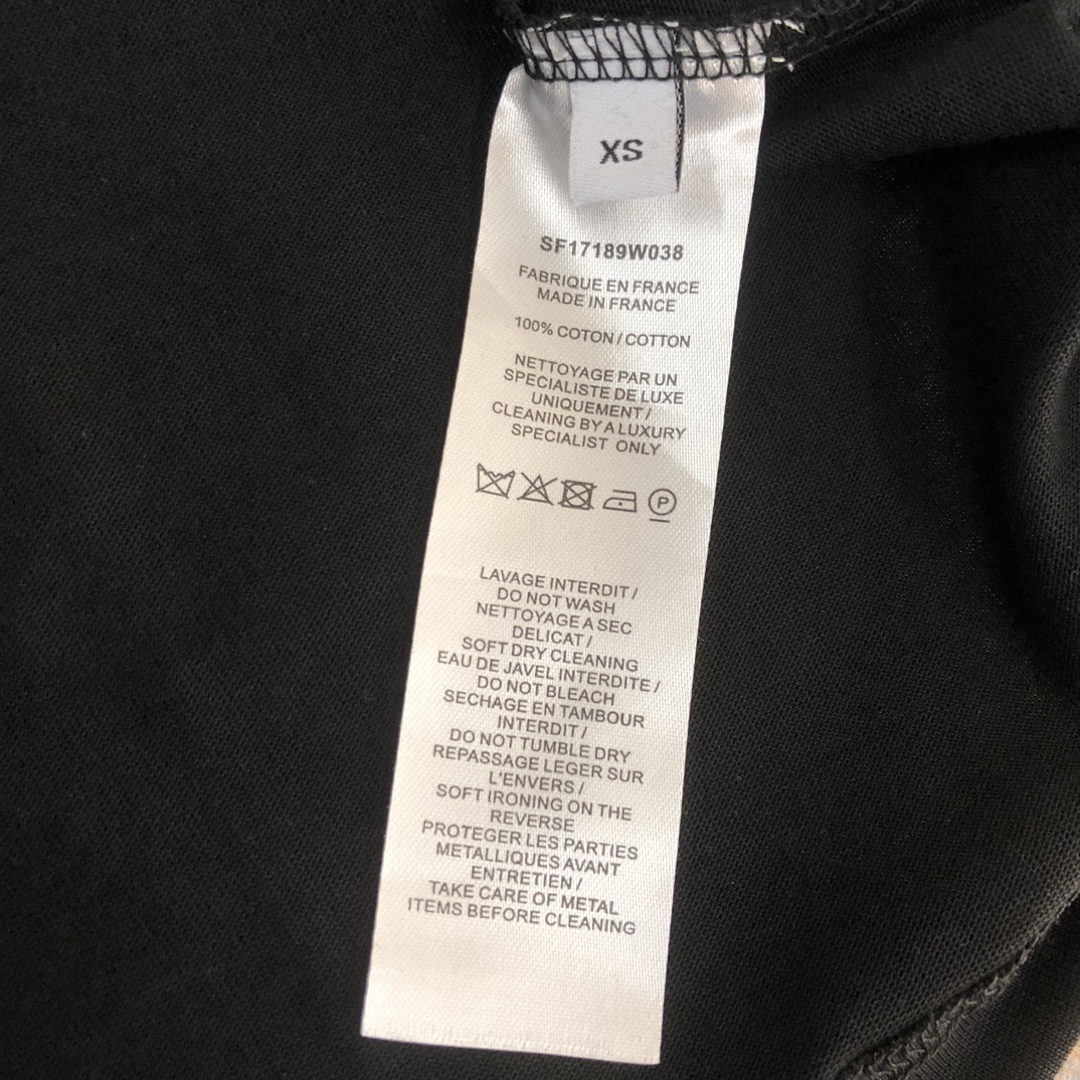 XS
SF17189W038
FABRIQUE EN FRANCE
MADE IN FRANCE
100% COTON / COTTON
NETTOYAGE PAR UN
SPECIALISTE DE LUXE
UNIQUEMENT /
CLEANING BY A LUXURY
SPECIALIST ONLY
P
LAVAGE INTERDIT /
DO NOT WASH
NETTOYAGE A SEC
DELICAT /
SOFT DRY CLEANING
EAU DE JAVEL INTERDITE /
DO NOT BLEACH
SECHAGE EN TAMBOUR
INTERDIT /
DO NOT TUMBLE DRY
REPASSAGE LEGER SUR
L'ENVERS /
SOFT IRONING ON THE
REVERSE
PROTEGER LES PARTIES
METALLIQUES AVANT
ENTRETIEN /
TAKE CARE OF METAL
ITEMS BEFORE CLEANING